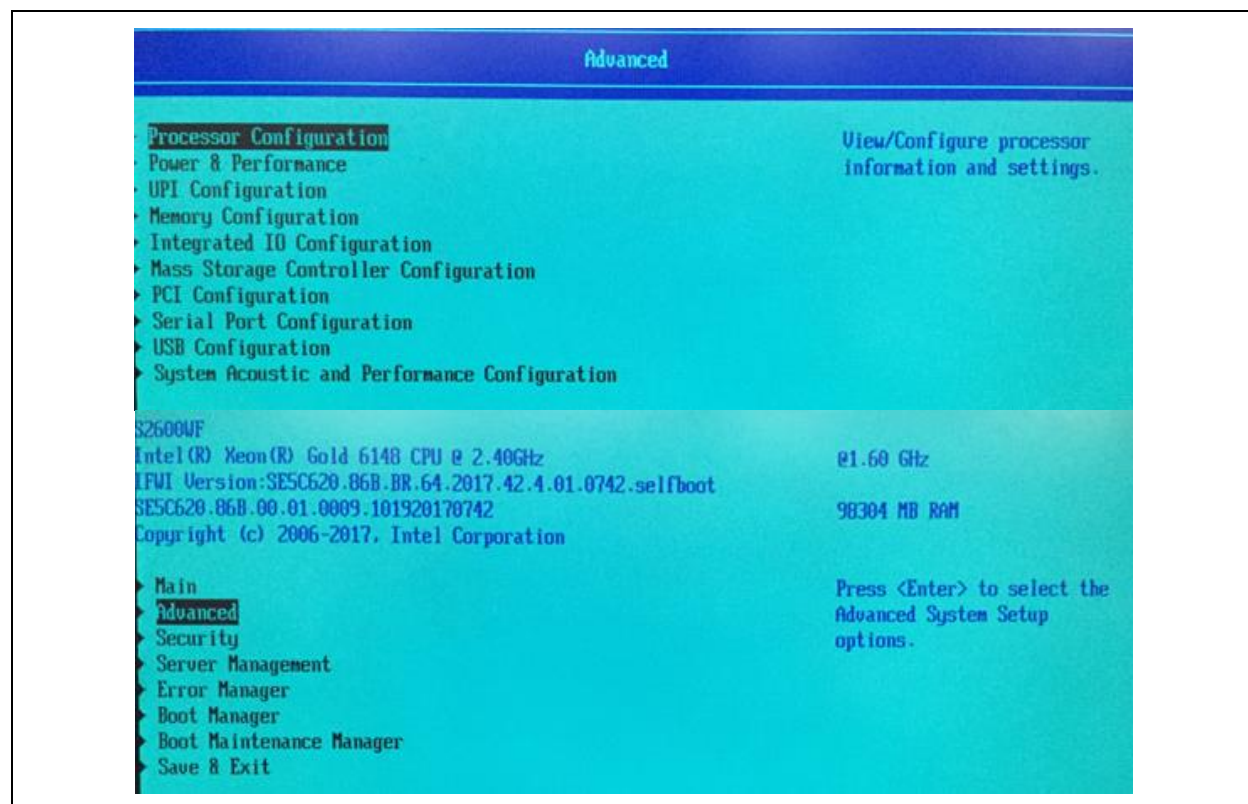 Advanced
Processor Configuration
View/Configure processor
Power & Performance
information and settings.
UPI Configuration
Memory Configuration
Integrated IO Configuration
Mass Storage Controller Configuration
PCI Configuration
Serial Port Configuration
USB Configuration
System Acoustic and Performance Configuration
S2600WF
Intel(R) Xeon(R) Gold 6148 CPU @ 2.40GHz @1.60 GHz
IFWI Version:SE5C620.86B.BR.64.2017.42.4.01.0742.selfboot
SE5C620.86B.00.01.0009.101920170742 98304 MB RAM
Copyright (c) 2006-2017, Intel Corporation
Main
Press <Enter> to select the
Advanced
Advanced System Setup
Security
options.
Server Management
Error Manager
Boot Manager
Boot Maintenance Manager
Save & Exit